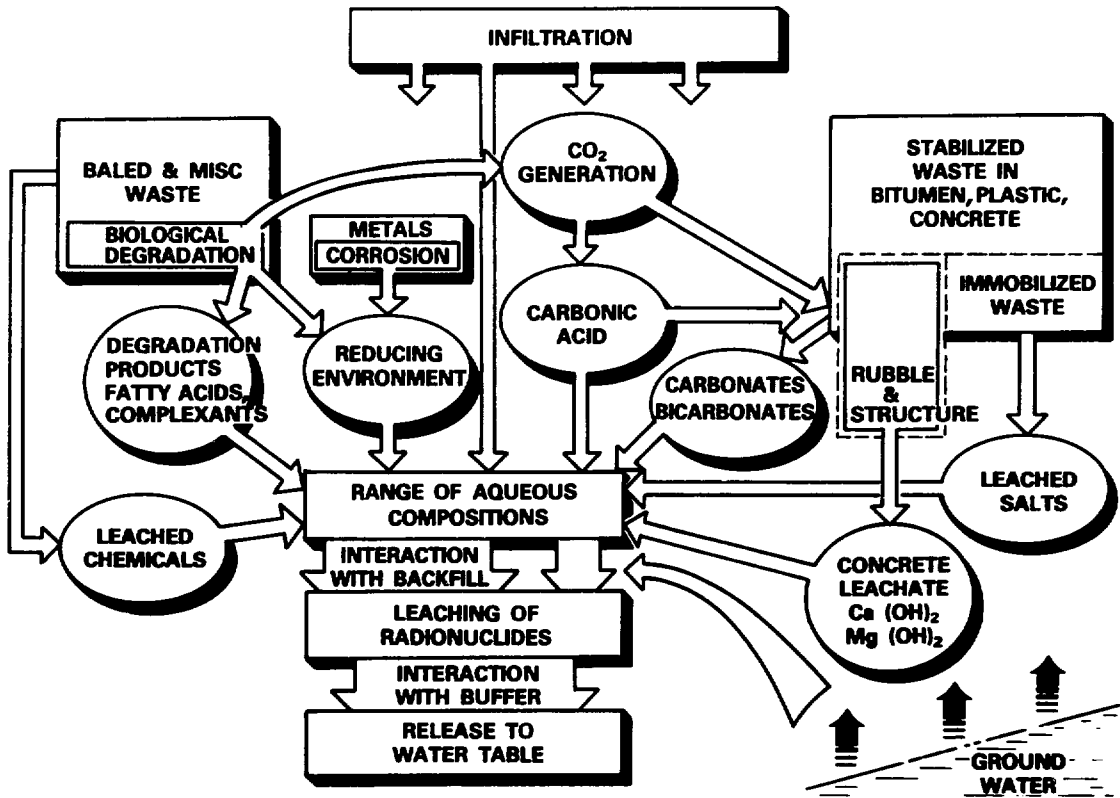 INFILTRATION
BALED & MISC
WASTE
BIOLOGICAL
DEGRADATION
METALS
CORROSION
CO₂
GENERATION
STABILIZED
WASTE IN
BITUMEN, PLASTIC,
CONCRETE
IMMOBILIZED
WASTE
DEGRADATION
PRODUCTS
FATTY ACIDS,
COMPLEXANTS
REDUCING
ENVIRONMENT
CARBONIC
ACID
CARBONATES
BICARBONATES
RUBBLE
&
STRUCTURE
LEACHED
CHEMICALS
RANGE OF AQUEOUS
COMPOSITIONS
LEACHED
SALTS
INTERACTION
WITH BACKFILL
CONCRETE
LEACHATE
Ca (OH)₂
Mg (OH)₂
LEACHING OF
RADIONUCLIDES
INTERACTION
WITH BUFFER
RELEASE TO
WATER TABLE
GROUND
WATER